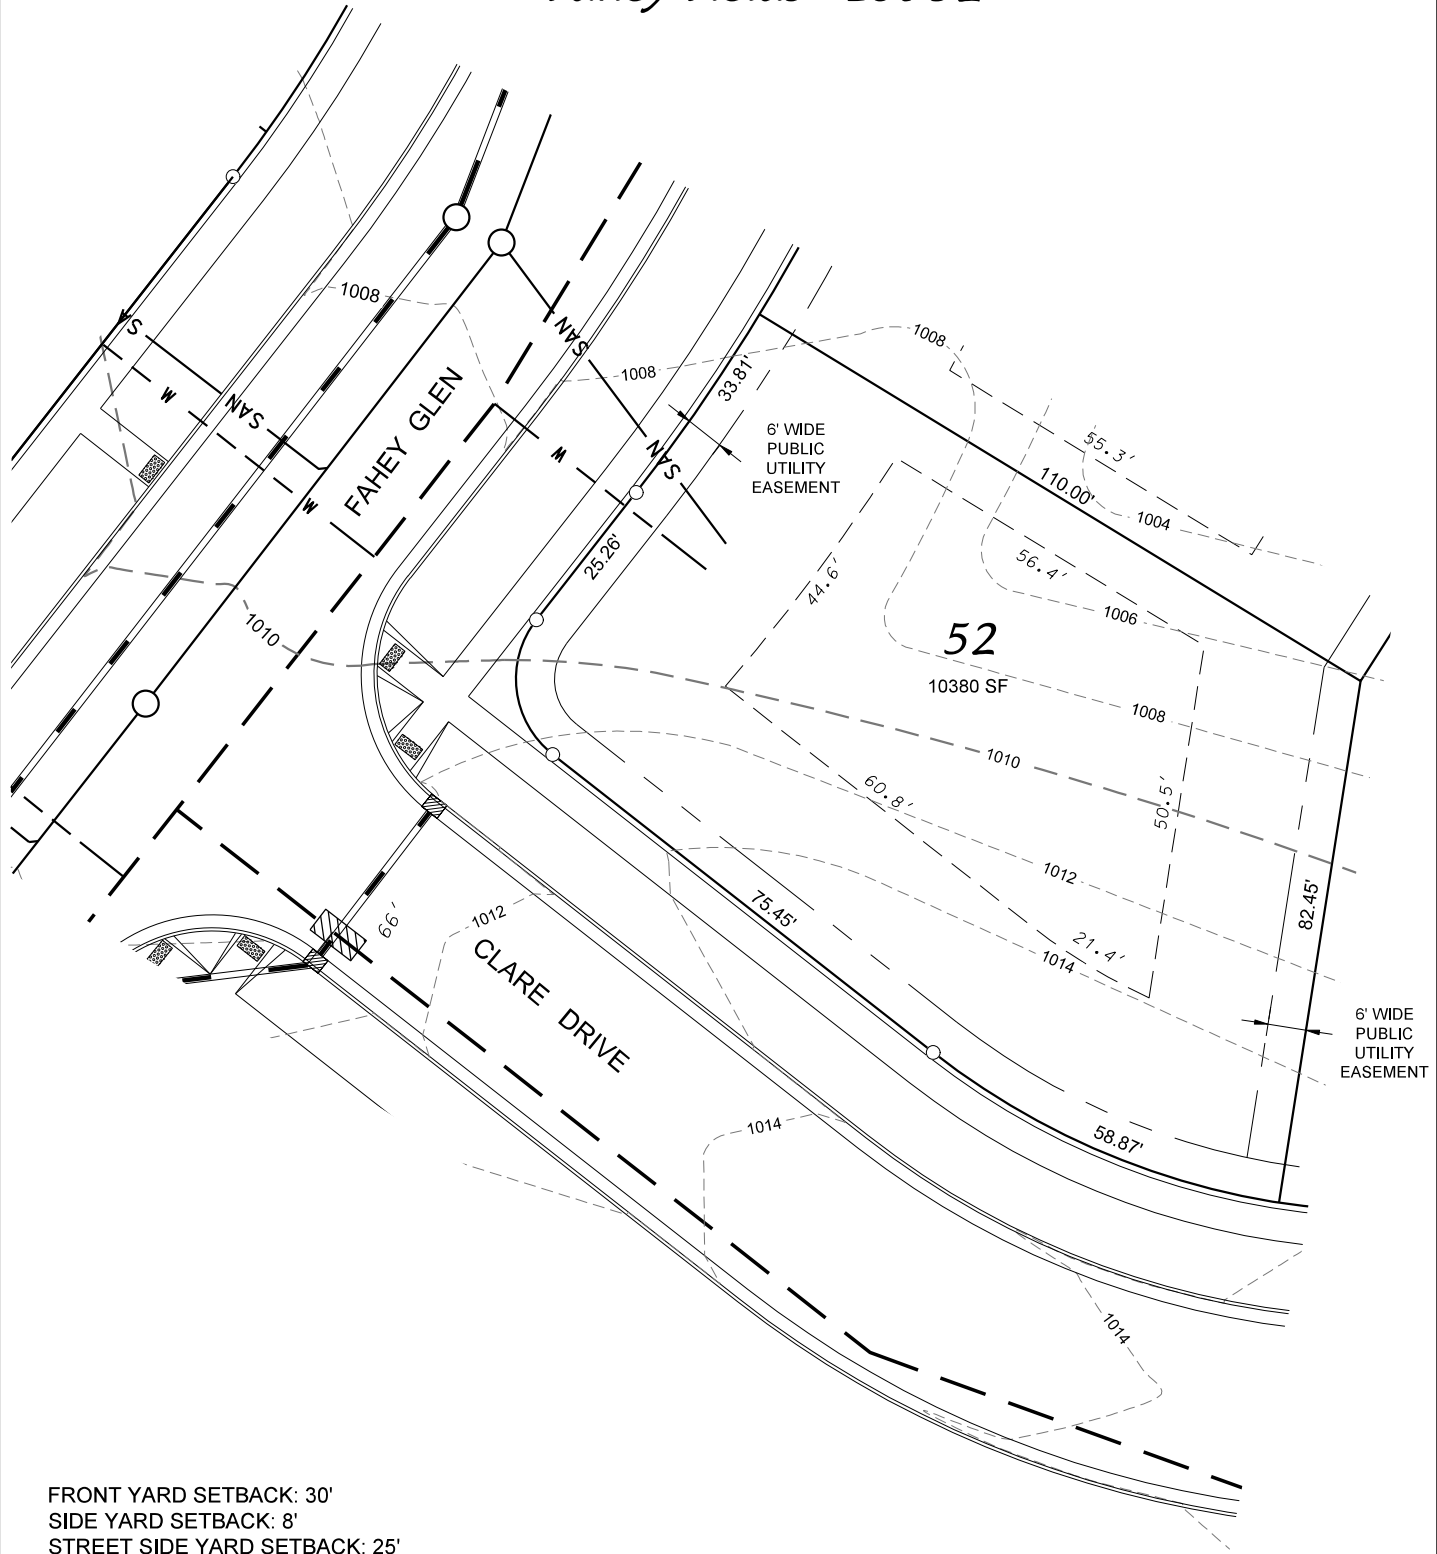 1008
SAN
SAN
W
SAN
W
FAHEY GLEN
W
1008
SAN
33.81'
6' WIDE
PUBLIC
UTILITY
EASEMENT
1008
55.3'
110.00'
1004
25.26'
44.6'
56.4'
52
10380 SF
1006
1008
1010
1010
60.8'
50.5'
1012
82.45'
75.45'
21.4'
1014
66'
1012
CLARE DRIVE
6' WIDE
PUBLIC
UTILITY
EASEMENT
58.87'
1014
1014
FRONT YARD SETBACK: 30'
SIDE YARD SETBACK: 8'
STREET SIDE YARD SETBACK: 25'